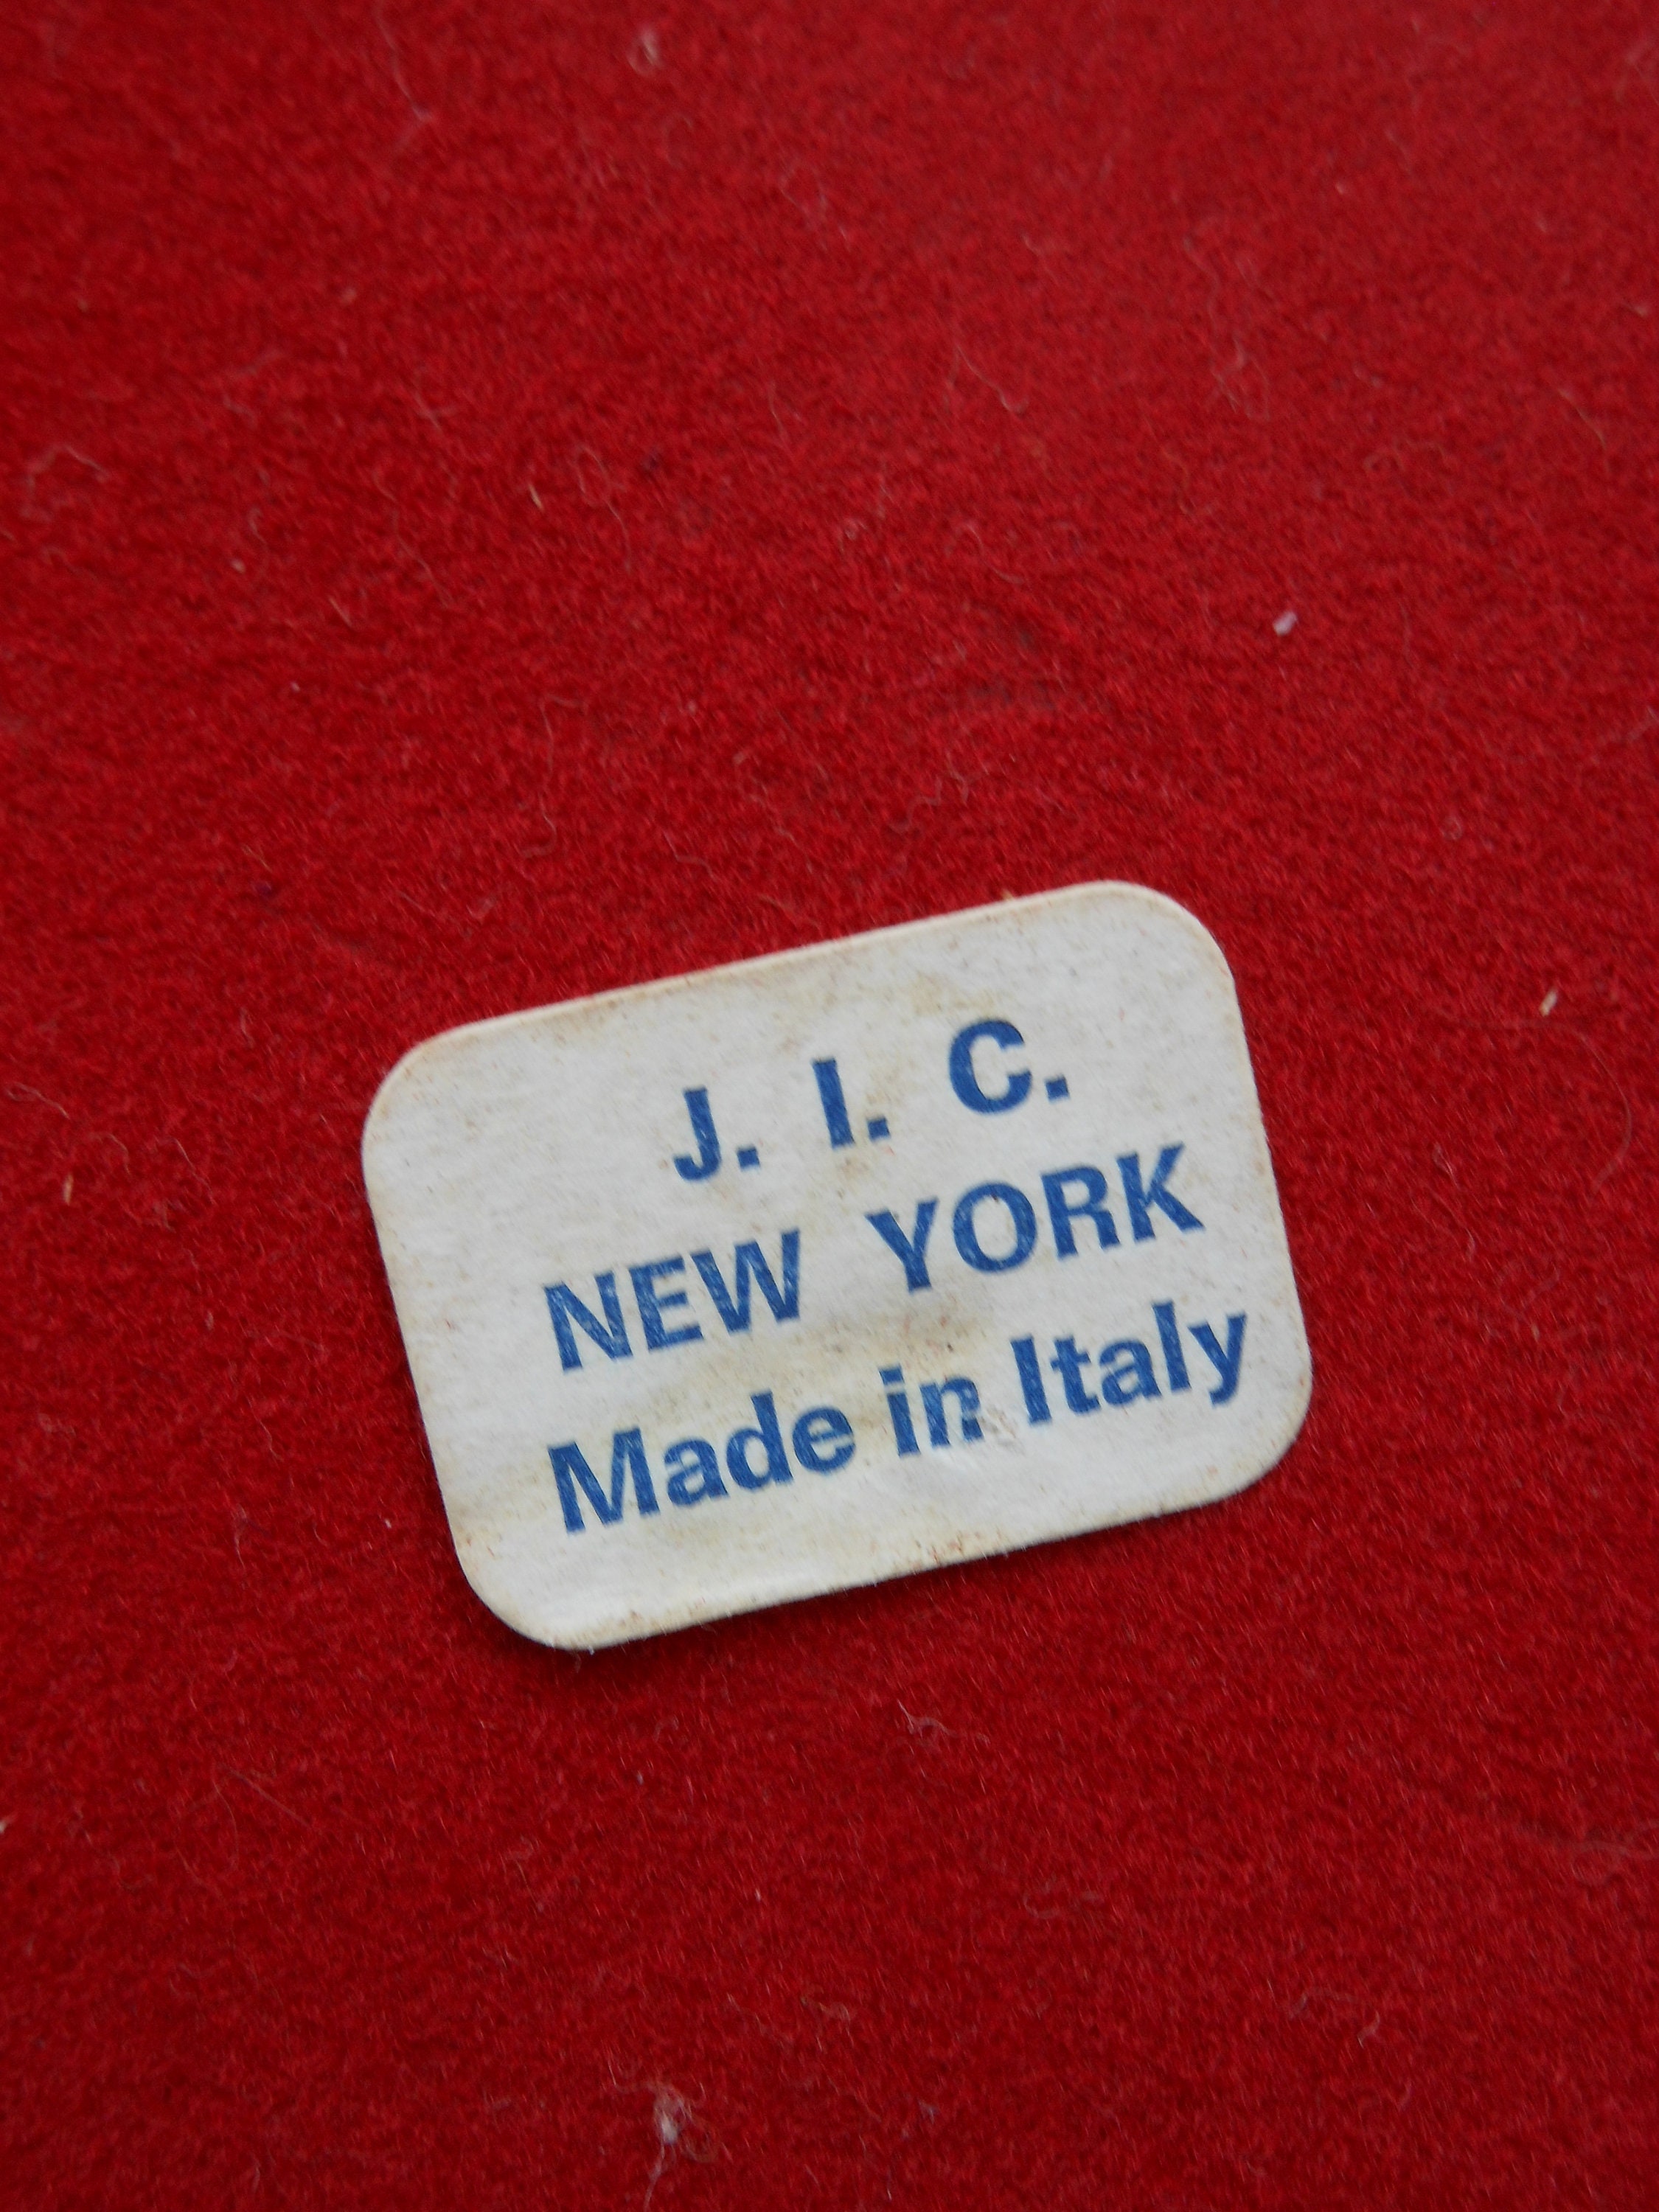 J. I. C.
NEW YORK
Made in Italy